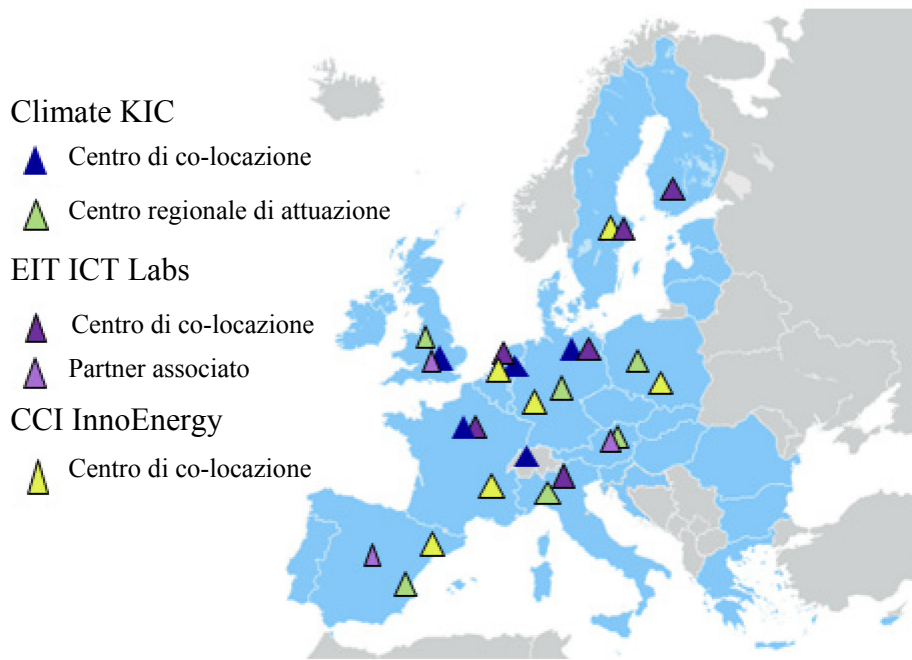 Climate KIC
Centro di co-locazione
Centro regionale di attuazione
EIT ICT Labs
Centro di co-locazione
Partner associato
CCI InnoEnergy
Centro di co-locazione